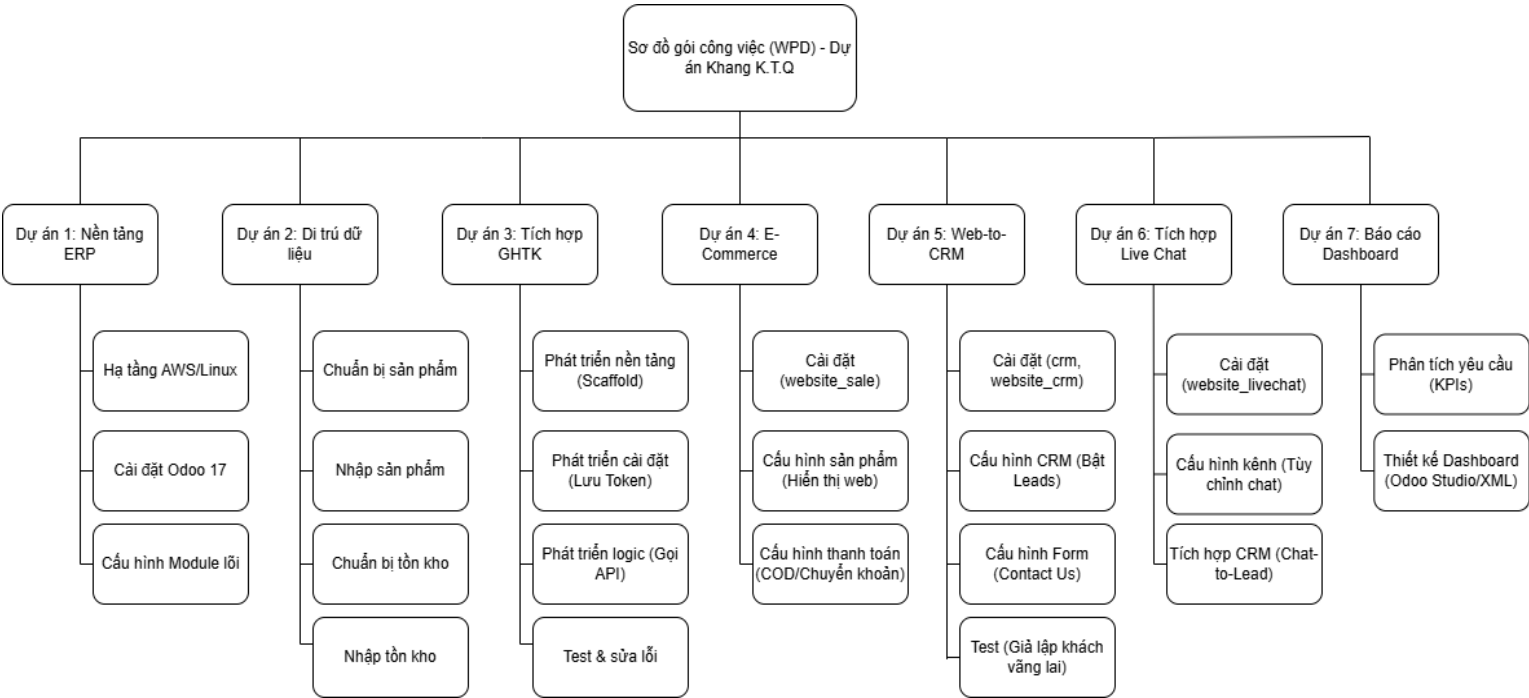 Sơ đồ gói công việc (WPD) - Dự
án Khang K.T.Q
Dự án 1: Nền tảng
ERP
Dự án 2: Di trú dữ
liệu
Dự án 3: Tích hợp
GHTK
Dự án 4: E-
Commerce
Dự án 5: Web-to-
CRM
Dự án 6: Tích hợp
Live Chat
Dự án 7: Báo cáo
Dashboard
Hạ tầng AWS/Linux
Cài đặt Odoo 17
Cấu hình Module lõi
Chuẩn bị sản phẩm
Nhập sản phẩm
Chuẩn bị tồn kho
Nhập tồn kho
Phát triển nền tảng
(Scaffold)
Phát triển cài đặt
(Lưu Token)
Phát triển logic (Gọi
API)
Test & sửa lỗi
Cài đặt
(website_sale)
Cấu hình sản phẩm
(Hiển thị web)
Cấu hình thanh toán
(COD/Chuyển khoản)
Cài đặt (crm,
website_crm)
Cấu hình CRM (Bật
Leads)
Cấu hình Form
(Contact Us)
Test (Giả lập khách
vãng lai)
Cài đặt
(website_livechat)
Cấu hình kênh (Tùy
chỉnh chat)
Tích hợp CRM (Chat-
to-Lead)
Phân tích yêu cầu
(KPIs)
Thiết kế Dashboard
(Odoo Studio/XML)